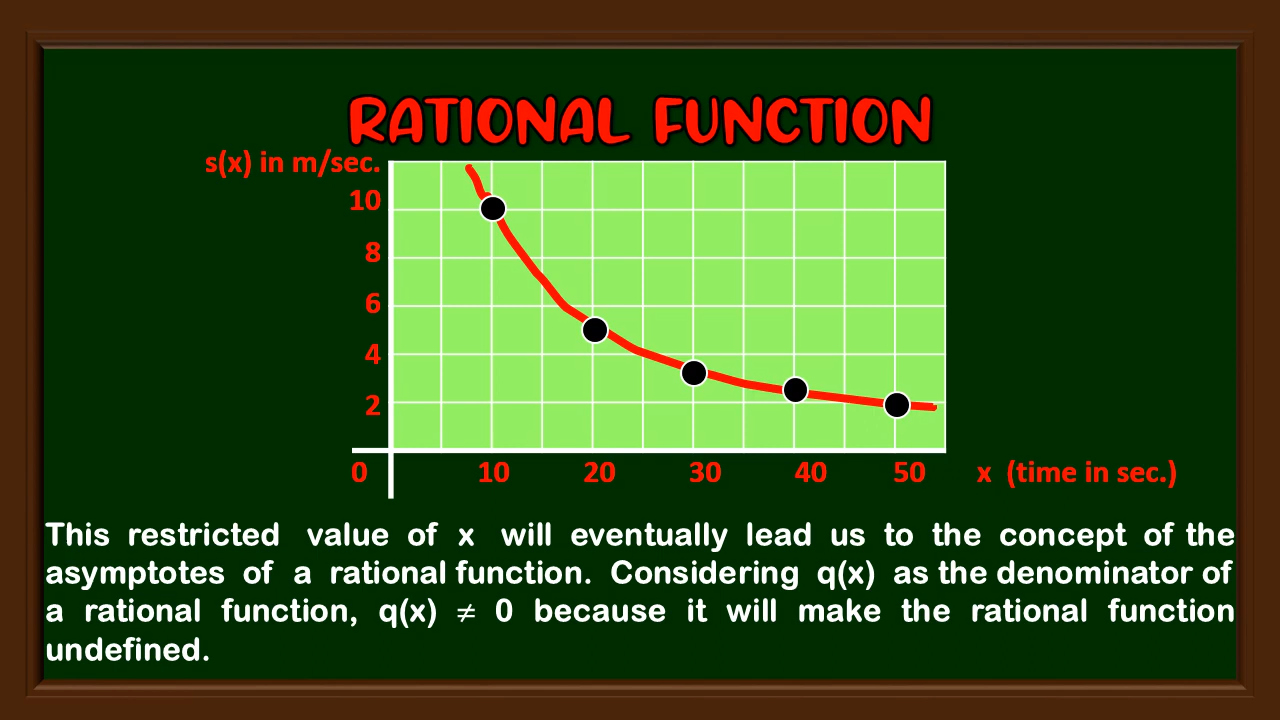 RATIONAL FUNCTION
s(x) in m/sec.
10
8
6
4
2
0 10 20 30 40 50 x (time in sec.)
This restricted value of x will eventually lead us to the concept of the
asymptotes of a rational function. Considering q(x) as the denominator of
a rational function, q(x) ≠ 0 because it will make the rational function
undefined.